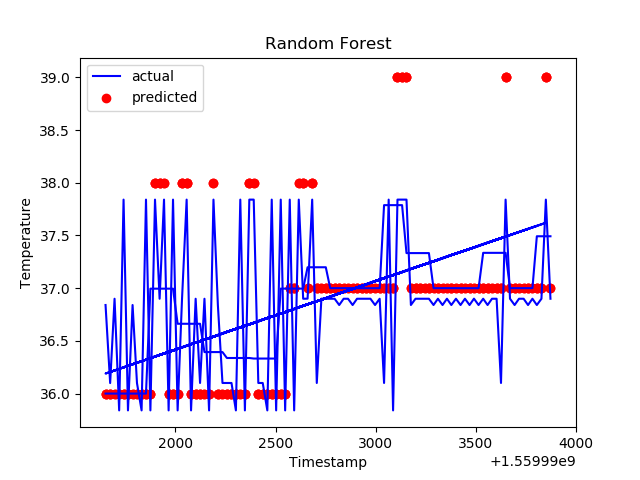 Random Forest
actual
predicted
39.0
38.5
38.0
37.5
37.0
36.5
36.0
Temperature
2000
2500
3000
3500
4000
Timestamp
+1.55999e9